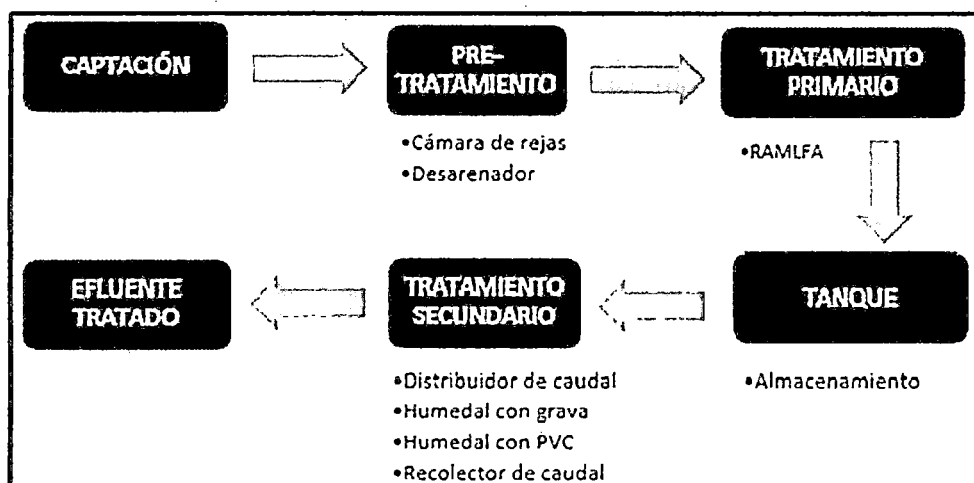 CAPTACIÓN
PRE-
TRATAMIENTO
•Cámara de rejas
•Desarenador
TRATAMIENTO
PRIMARIO
•RAMLFA
TANQUE
•Almacenamiento
TRATAMIENTO
SECUNDARIO
•Distribuidor de caudal
•Humedal con grava
•Humedal con PVC
•Recolector de caudal
EFLUENTE
TRATADO